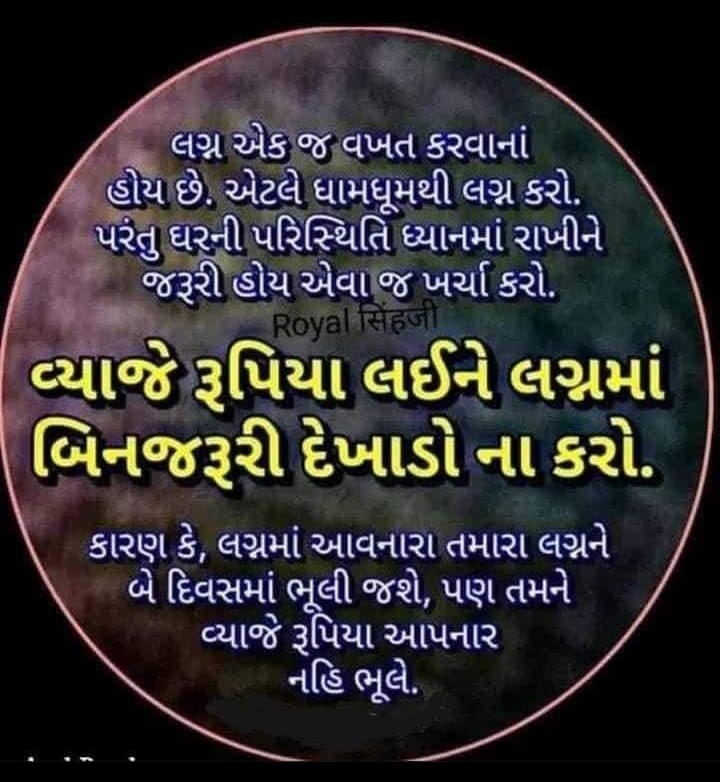 લગ્ન એક જ વખત કરવાનાં
હોય છે. એટલે ધામધૂમથી લગ્ન કરો.
પરંતુ ઘરની પરિસ્થિતિ ધ્યાનમાં રાખીને
જરૂરી હોય એવા જ ખર્ચા કરો.
Royal सिंहजी
વ્યાજે રૂપિયા લઈને લગ્નમાં
બિનજરૂરી દેખાડો ના કરો.
કારણ કે, લગ્નમાં આવનારા તમારા લગ્નને
બે દિવસમાં ભૂલી જશે, પણ તમને
વ્યાજે રૂપિયા આપનાર
નહિ ભૂલે.